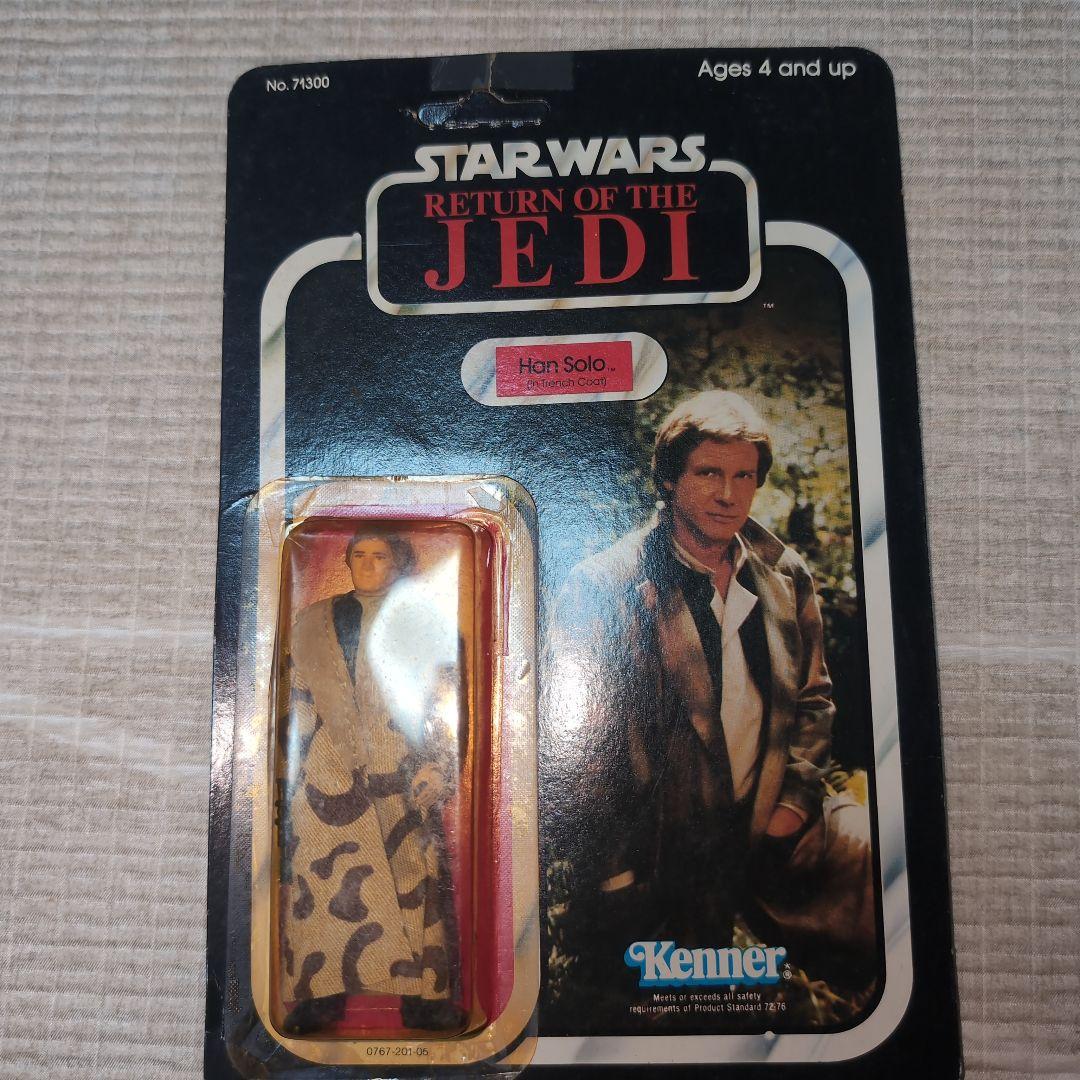 No. 71300
Ages 4 and up
STAR WARS
RETURN OF THE
JEDI
TM
Han Solo™
(in Trench Coat)
Kenner®
Meets or exceeds all safety
requirements of Product Standard 72-76
0767-201-05